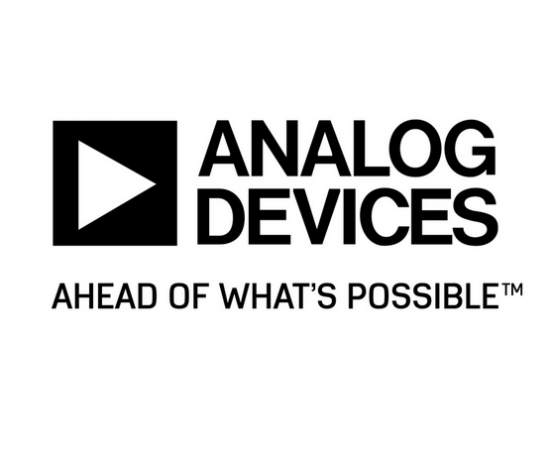 ANALOG
DEVICES
AHEAD OF WHAT'S POSSIBLE™